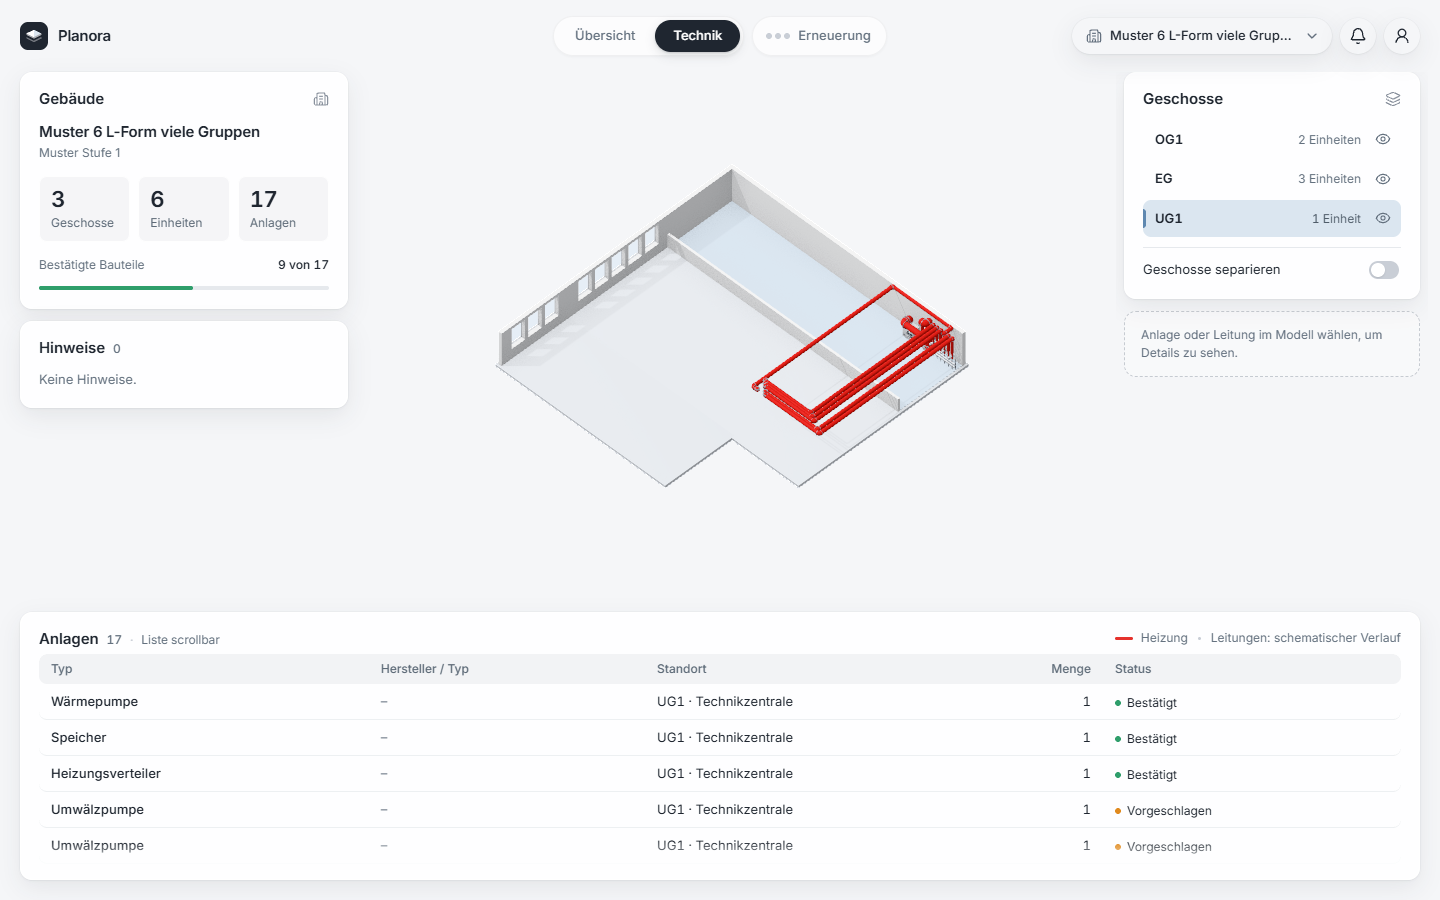 Planora
Übersicht
Technik
Erneuerung
Muster 6 L-Form viele Grup...
Gebäude
Muster 6 L-Form viele Gruppen
Muster Stufe 1
3 Geschosse
6 Einheiten
17 Anlagen
Bestätigte Bauteile 9 von 17
Hinweise 0
Keine Hinweise.
Geschosse
OG1 2 Einheiten
EG 3 Einheiten
UG1 1 Einheit
Geschosse separieren
Anlage oder Leitung im Modell wählen, um
Details zu sehen.
Anlagen 17 · Liste scrollbar
Heizung · Leitungen: schematischer Verlauf
Typ Hersteller / Typ Standort Menge Status
Wärmepumpe – UG1 · Technikzentrale 1 Bestätigt
Speicher – UG1 · Technikzentrale 1 Bestätigt
Heizungsverteiler – UG1 · Technikzentrale 1 Bestätigt
Umwälzpumpe – UG1 · Technikzentrale 1 Vorgeschlagen
Umwälzpumpe – UG1 · Technikzentrale 1 Vorgeschlagen